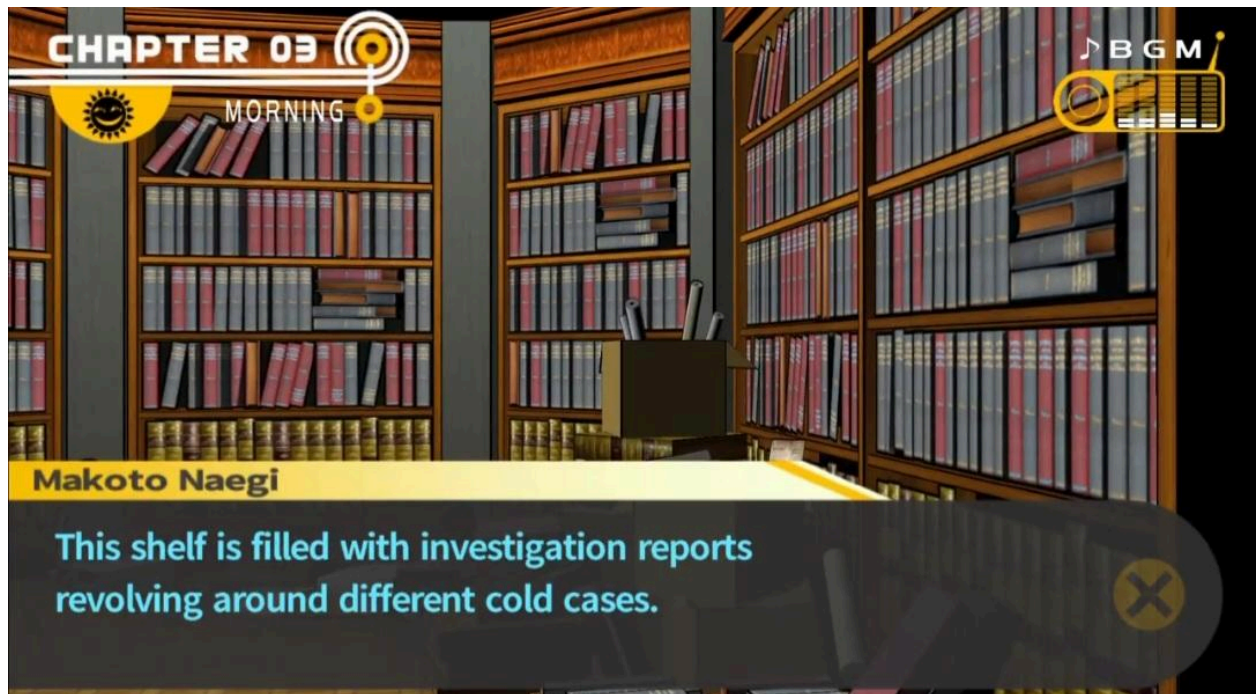 CHAPTER 03
MORNING
♪BGM
Makoto Naegi
This shelf is filled with investigation reports
revolving around different cold cases.